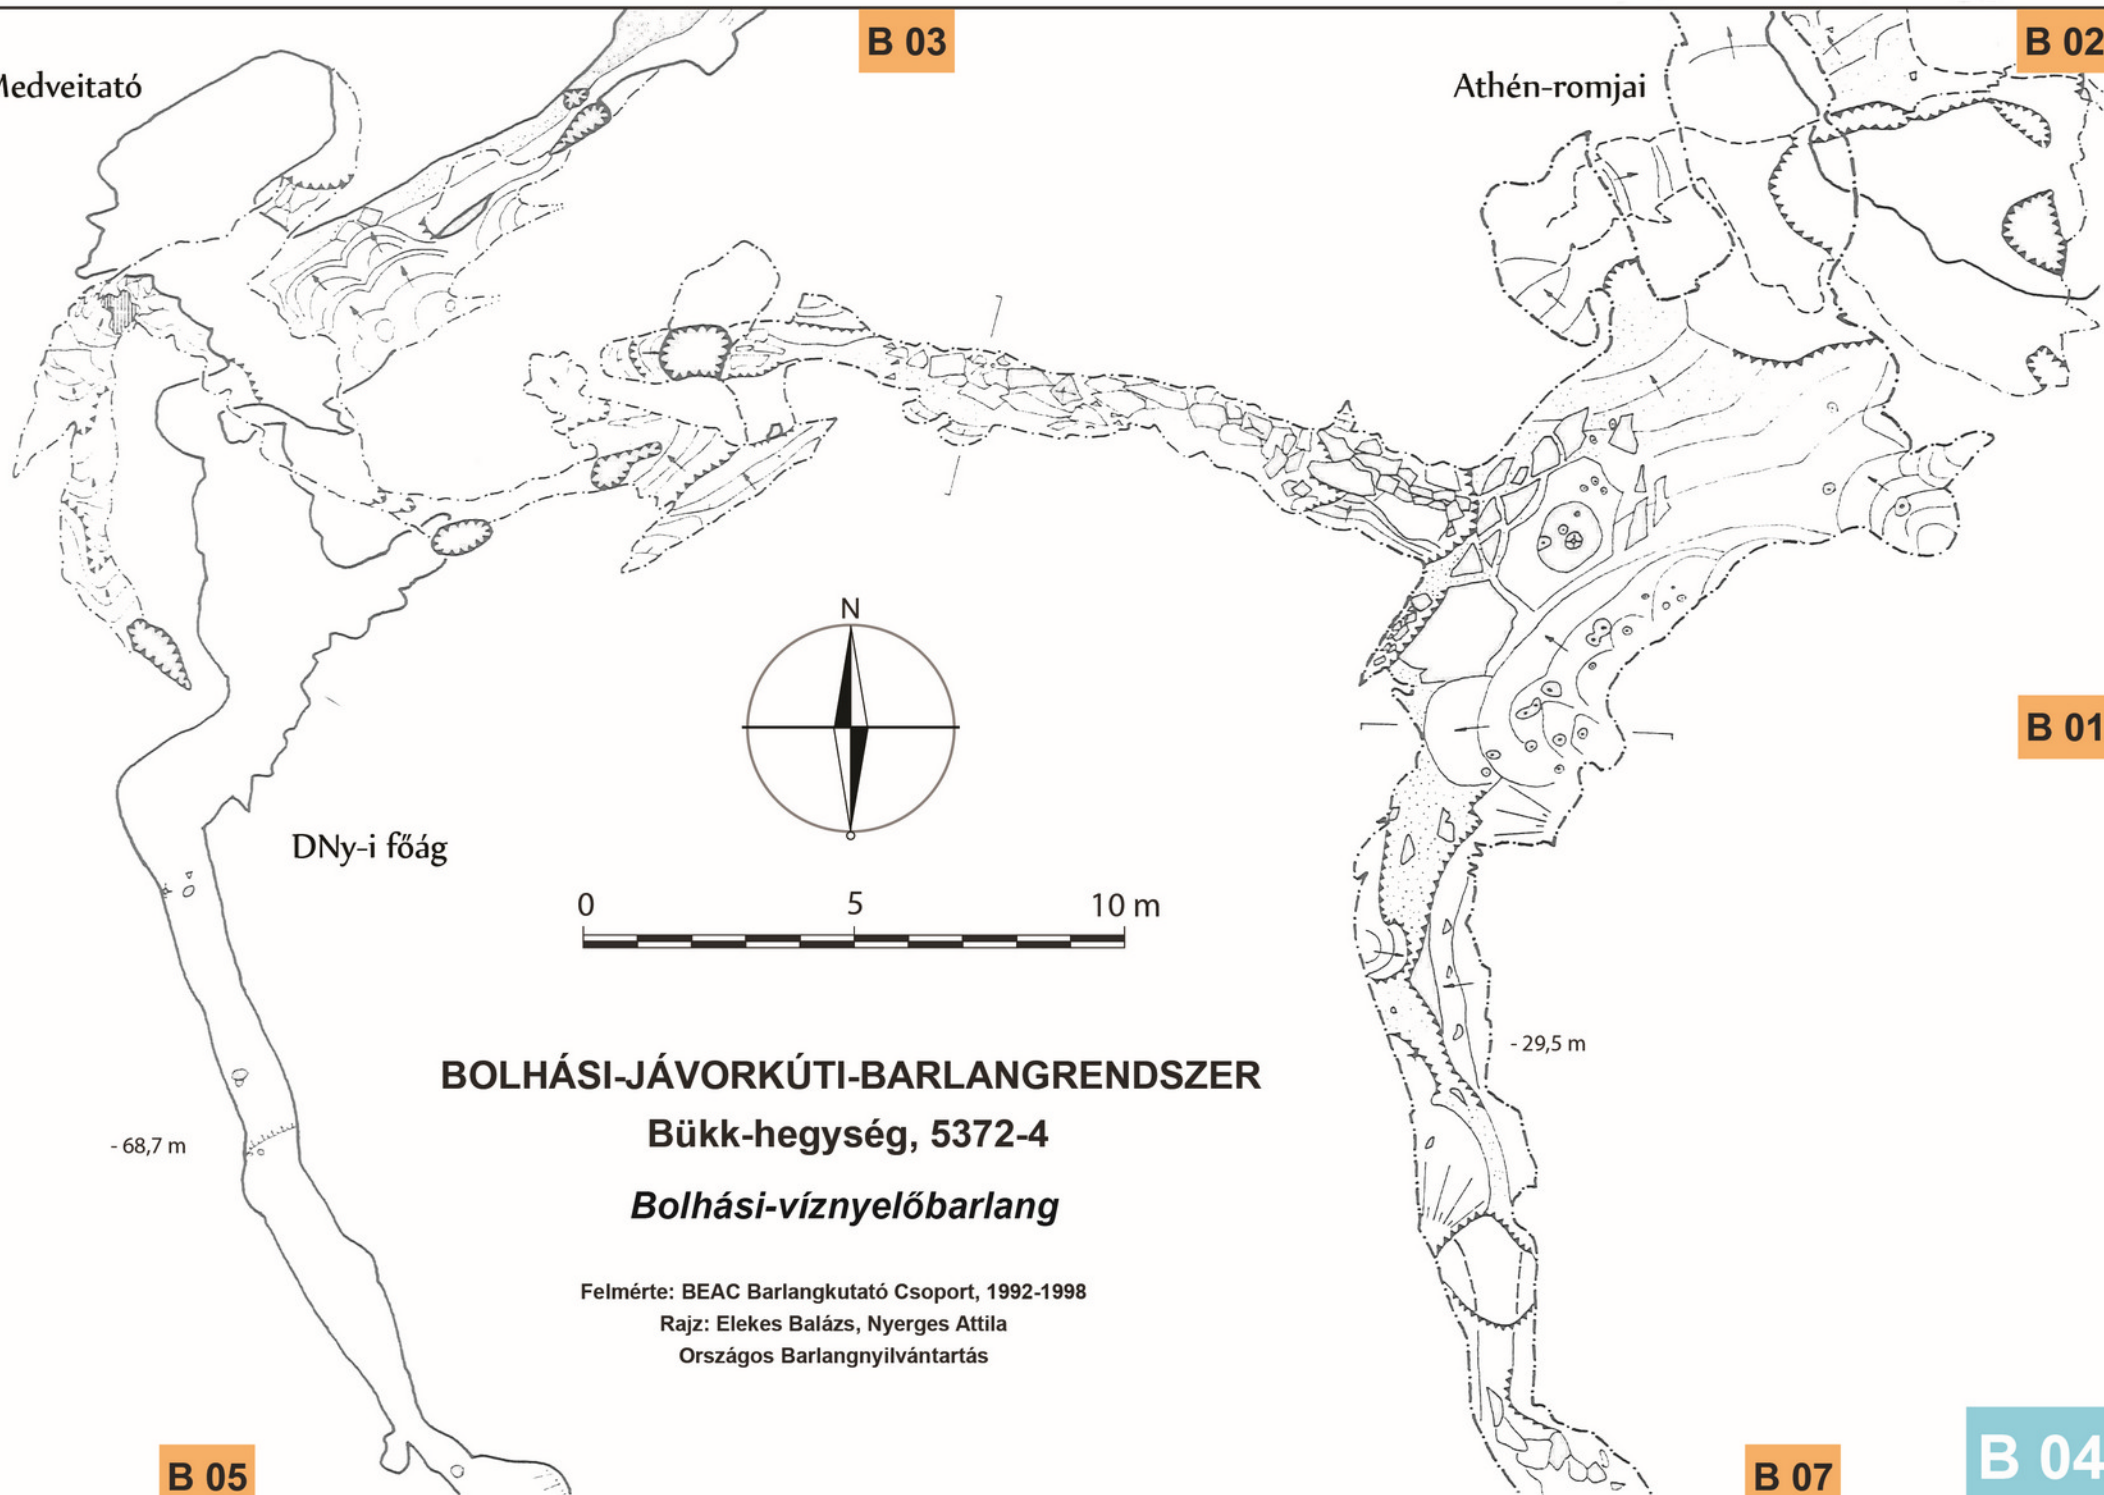 B 03
B 02
Medveitató
Athén-romjai
N
B 01
DNy-i főág
0 5 10 m
- 29,5 m
BOLHÁSI-JÁVORKÚTI-BARLANGRENDSZER
Bükk-hegység, 5372-4
- 68,7 m
Bolhási-víznyelőbarlang
Felmérte: BEAC Barlangkutató Csoport, 1992-1998
Rajz: Elekes Balázs, Nyerges Attila
Országos Barlangnyilvántartás
B 05
B 07
B 04